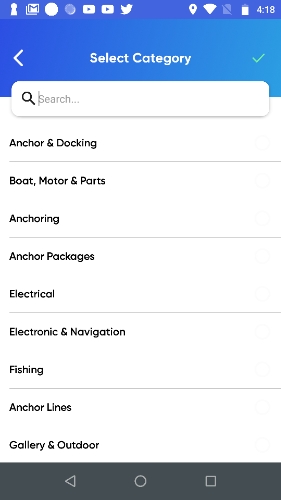 4:18
Select Category
Search...
Anchor & Docking
Boat, Motor & Parts
Anchoring
Anchor Packages
Electrical
Electronic & Navigation
Fishing
Anchor Lines
Gallery & Outdoor